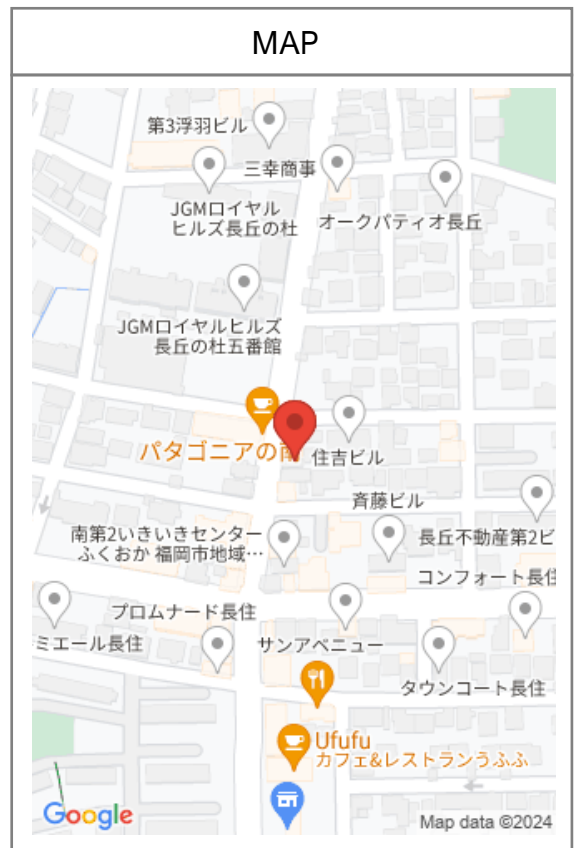 MAP
第3浮羽ビル
三幸商事
JGMロイヤル
ヒルズ長丘の杜
オークパティオ長丘
JGMロイヤルヒルズ
長丘の杜五番館
パタゴニアの南
住吉ビル
斉藤ビル
南第2いきいきセンター
ふくおか 福岡市地域…
長丘不動産第2ビ
コンフォート長住
プロムナード長住
ミエール長住
サンアベニュー
タウンコート長住
Ufufu
カフェ&レストランうふふ
Google
Map data ©2024